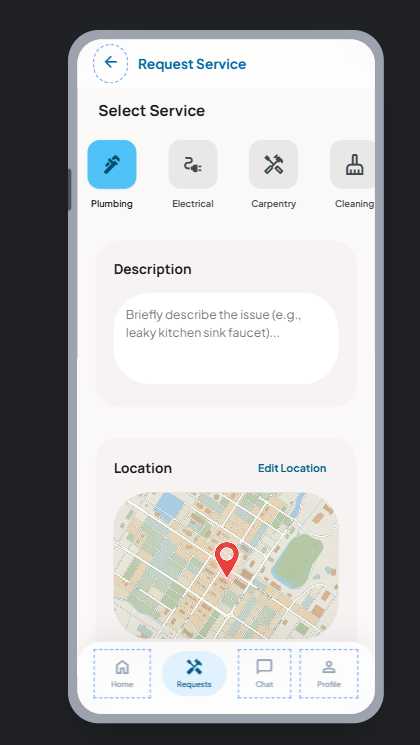 Request Service
Select Service
Plumbing Electrical Carpentry Cleaning
Description
Briefly describe the issue (e.g.,
leaky kitchen sink faucet)...
Location Edit Location
Home Requests Chat Profile